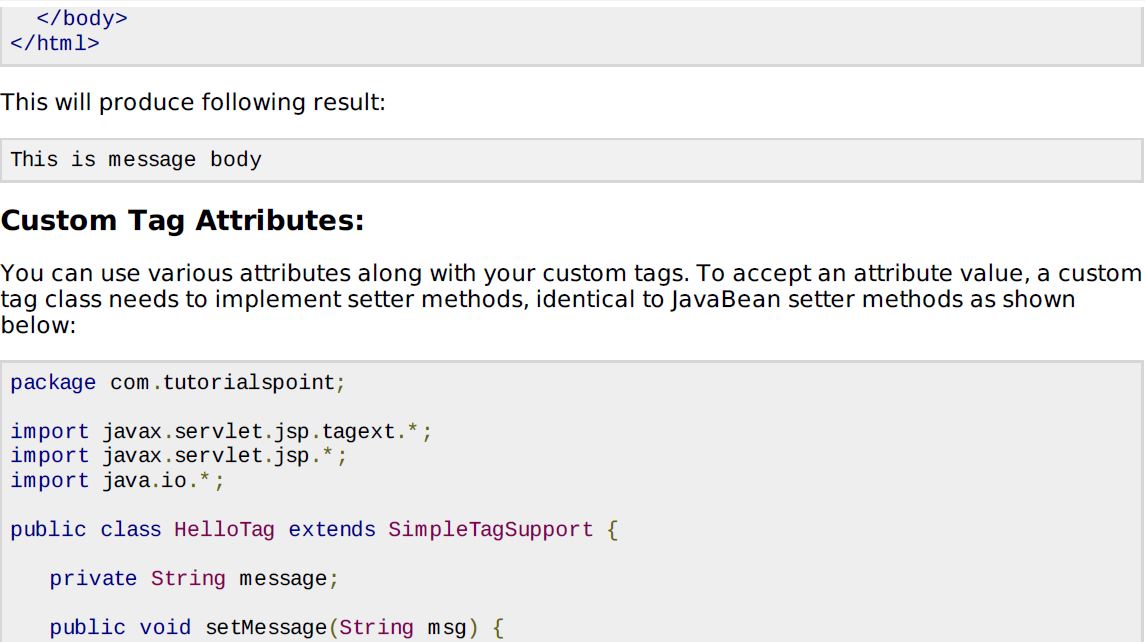 </body>
</html>
This will produce following result:
This is message body
Custom Tag Attributes:
You can use various attributes along with your custom tags. To accept an attribute value, a custom
tag class needs to implement setter methods, identical to JavaBean setter methods as shown
below:
package com.tutorialspoint;
import javax.servlet.jsp.tagext.*;
import javax.servlet.jsp.*;
import java.io.*;
public class HelloTag extends SimpleTagSupport {
private String message;
public void setMessage(String msg) {